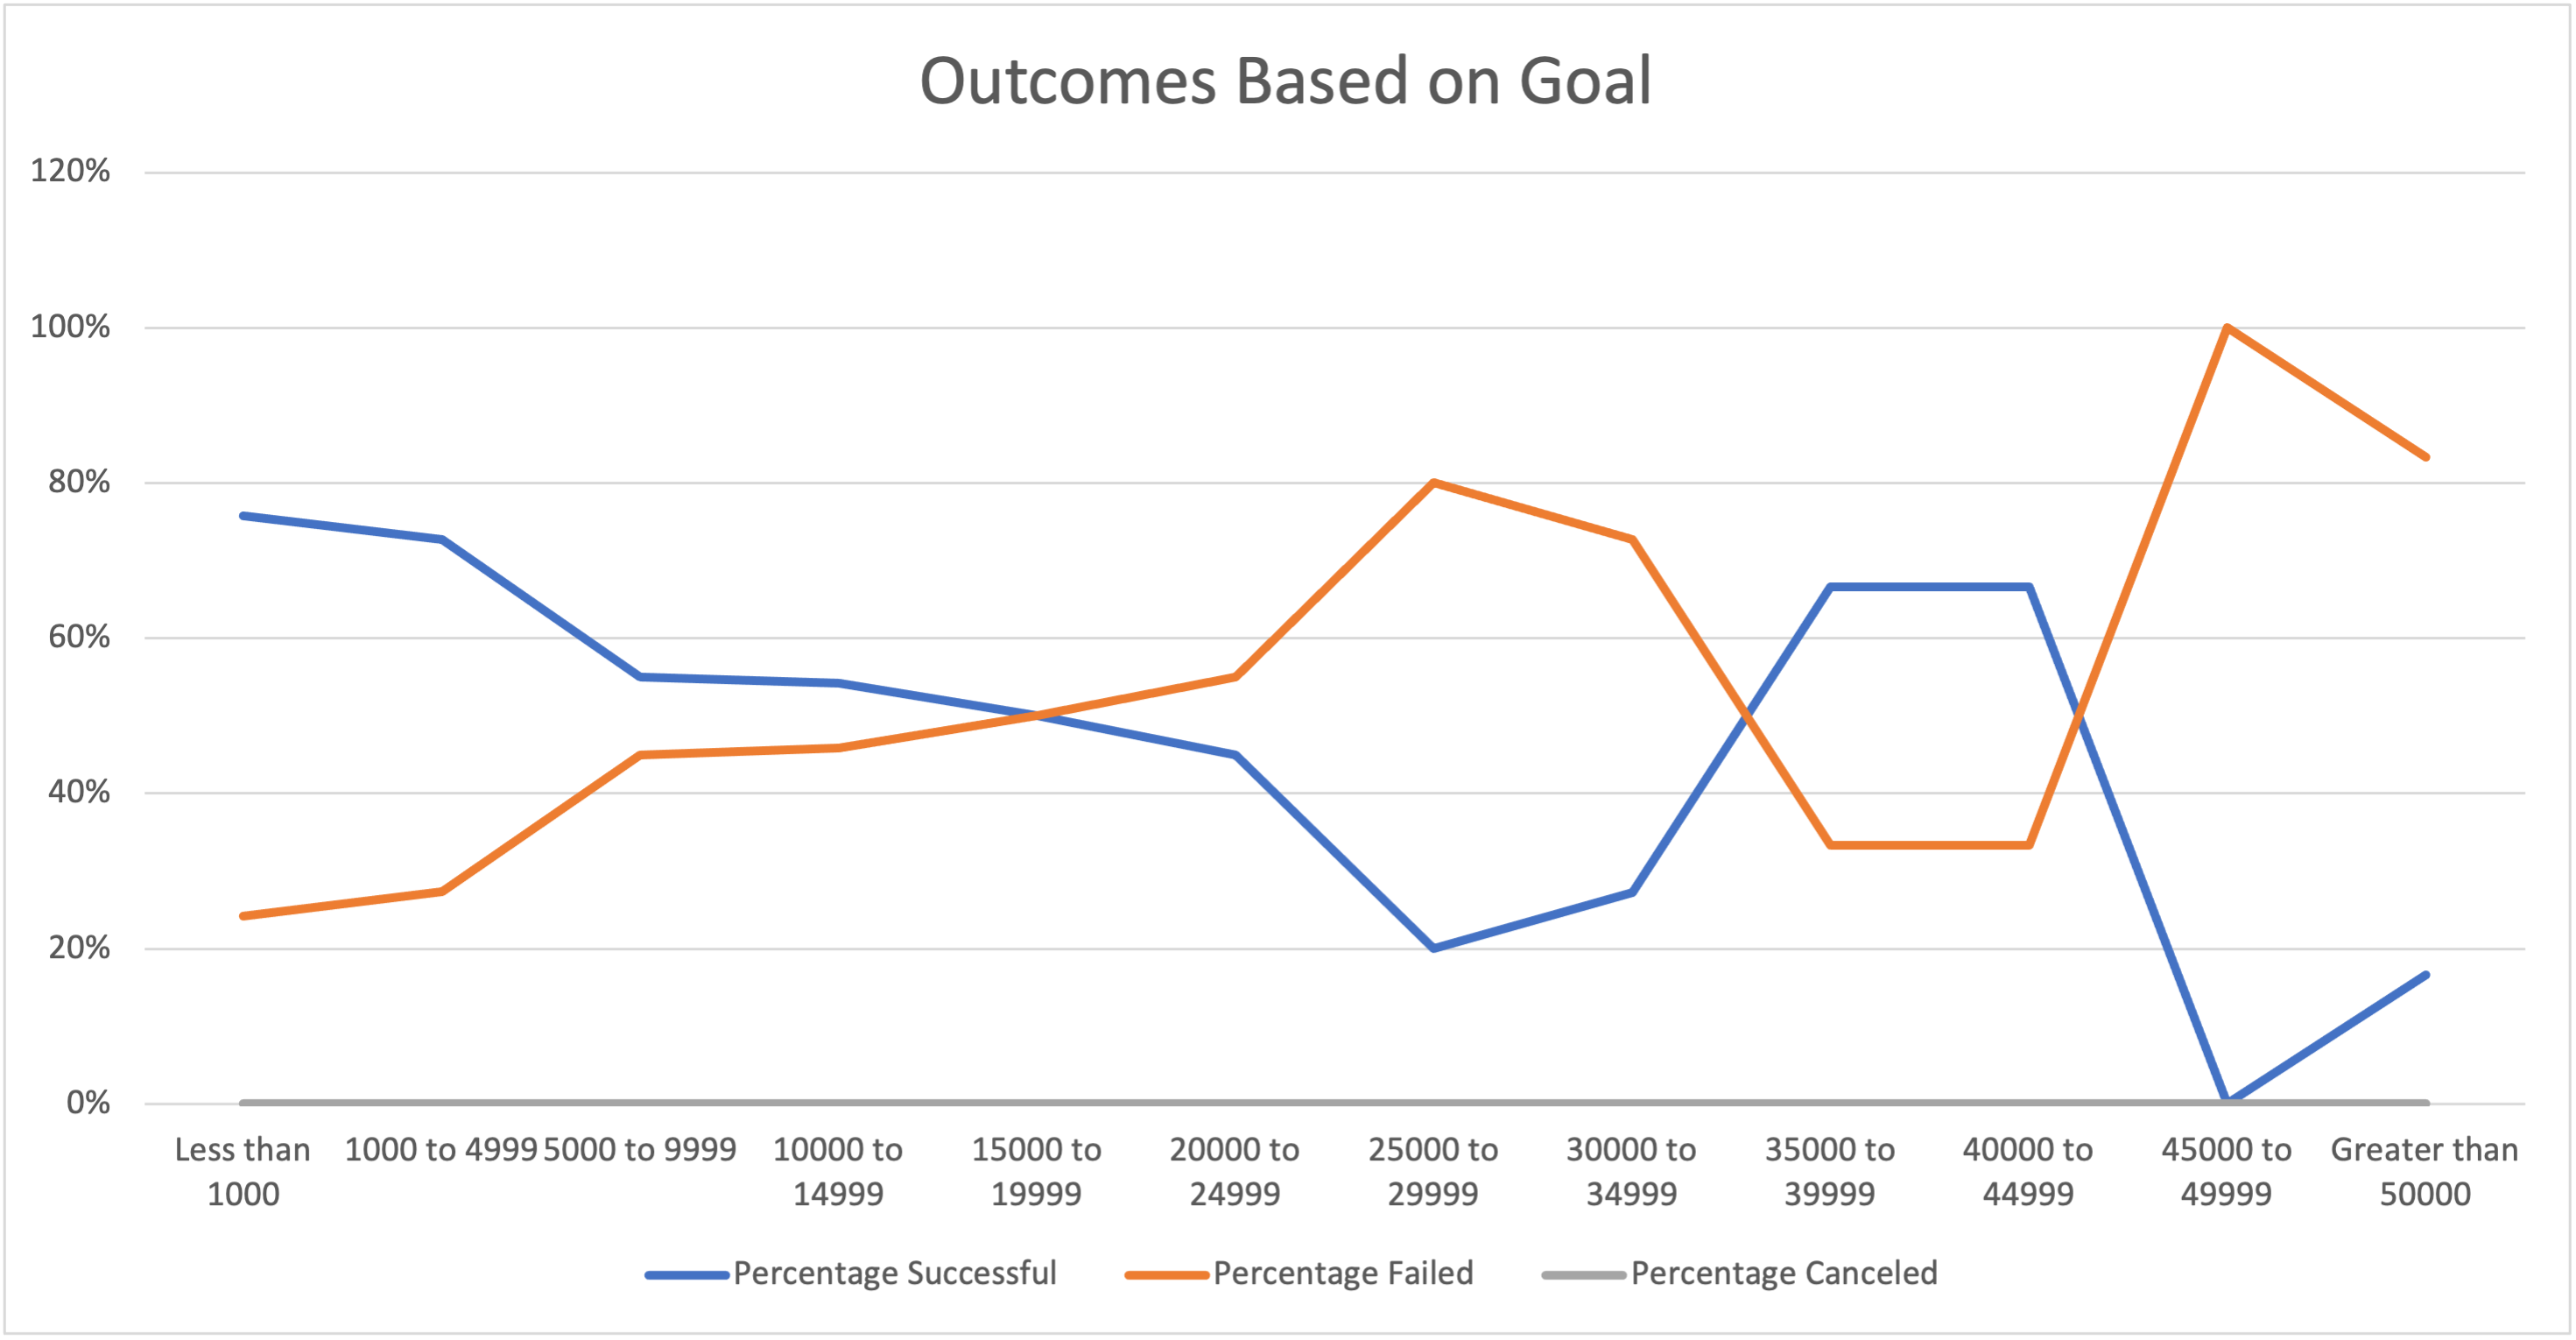 Outcomes Based on Goal
120%
100%
80%
60%
40%
20%
0%
Less than
1000
1000 to 4999
5000 to 9999
10000 to
14999
15000 to
19999
20000 to
24999
25000 to
29999
30000 to
34999
35000 to
39999
40000 to
44999
45000 to
49999
Greater than
50000
Percentage Successful
Percentage Failed
Percentage Canceled